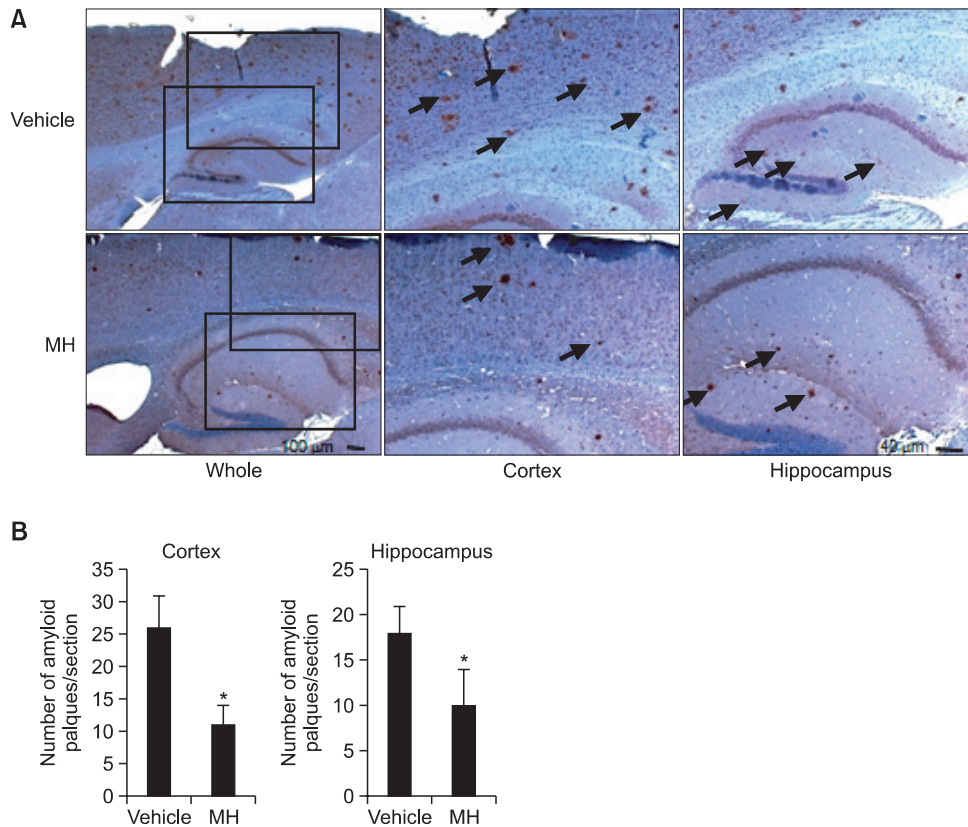 A
Vehicle
MH
100 µm
40 µm
Whole
Cortex
Hippocampus
B
Cortex
Number of amyloid
palques/section
35
30
25
20
15
10
5
0
*
Vehicle
MH
Hippocampus
Number of amyloid
palques/section
25
20
15
10
5
0
*
Vehicle
MH